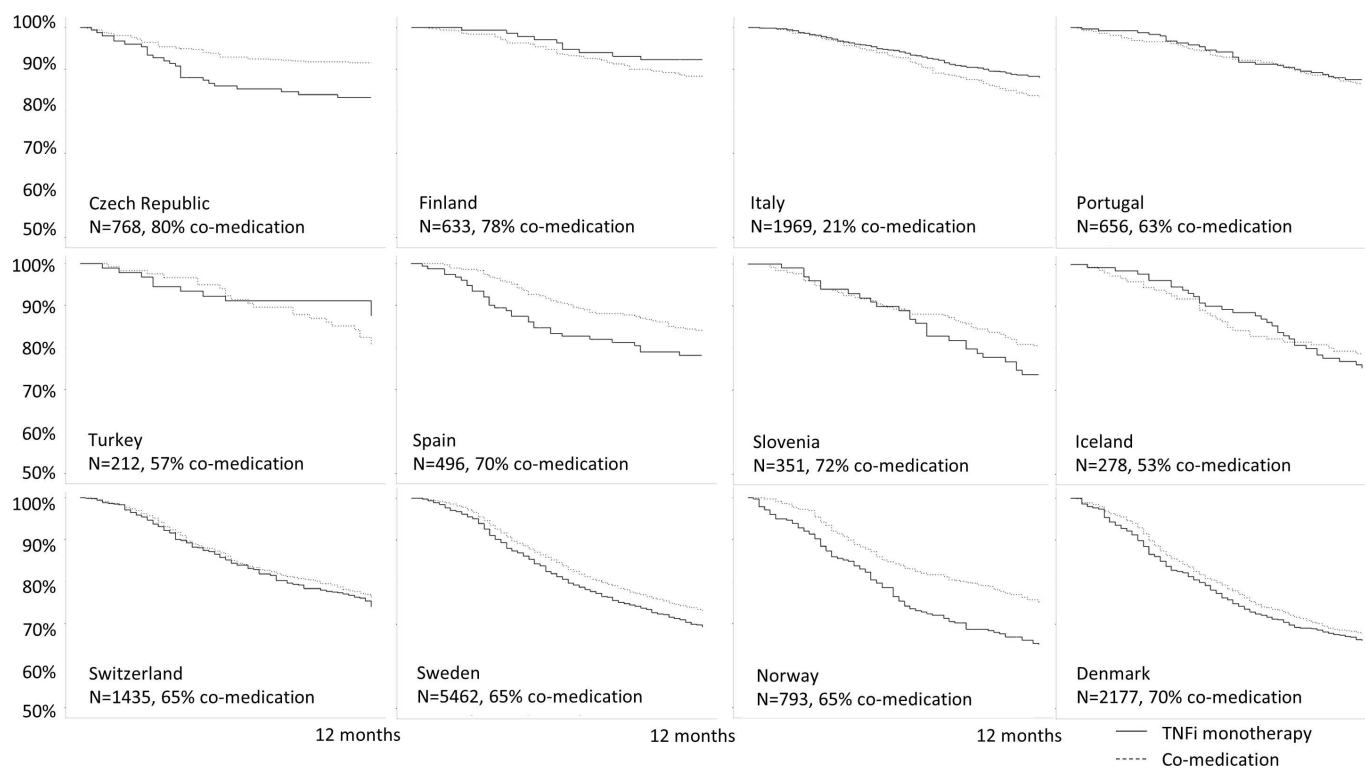 100%
90%
80%
70%
60%
50%
Czech Republic
N=768, 80% co-medication
Finland
N=633, 78% co-medication
Italy
N=1969, 21% co-medication
Portugal
N=656, 63% co-medication
100%
90%
80%
70%
60%
50%
Turkey
N=212, 57% co-medication
Spain
N=496, 70% co-medication
Slovenia
N=351, 72% co-medication
Iceland
N=278, 53% co-medication
100%
90%
80%
70%
60%
50%
Switzerland
N=1435, 65% co-medication
Sweden
N=5462, 65% co-medication
Norway
N=793, 65% co-medication
Denmark
N=2177, 70% co-medication
12 months
12 months
12 months
TNFi monotherapy
Co-medication